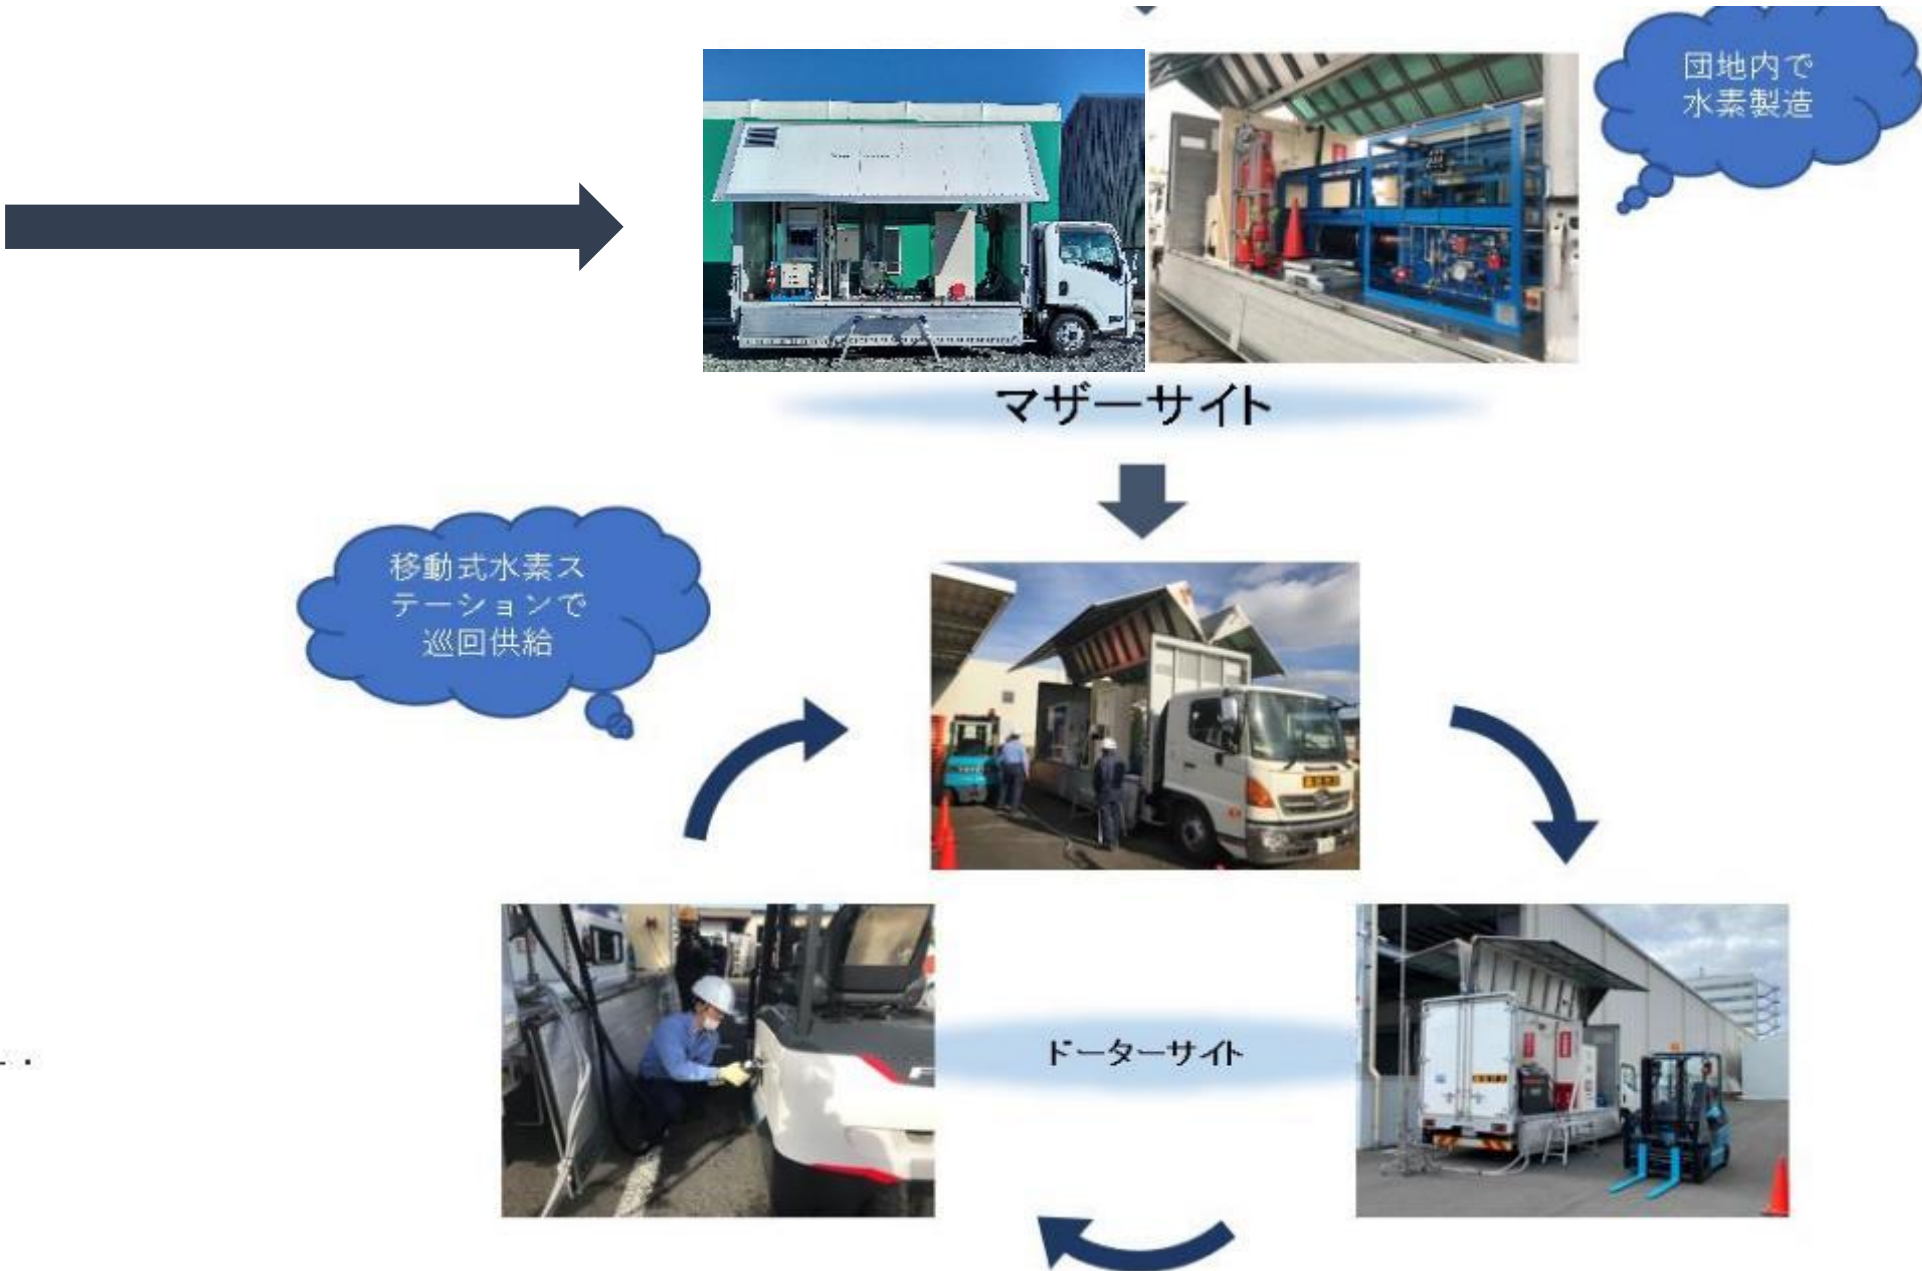 団地内で
水素製造
マザーサイト
移動式水素ス
テーションで
巡回供給
ドーターサイト